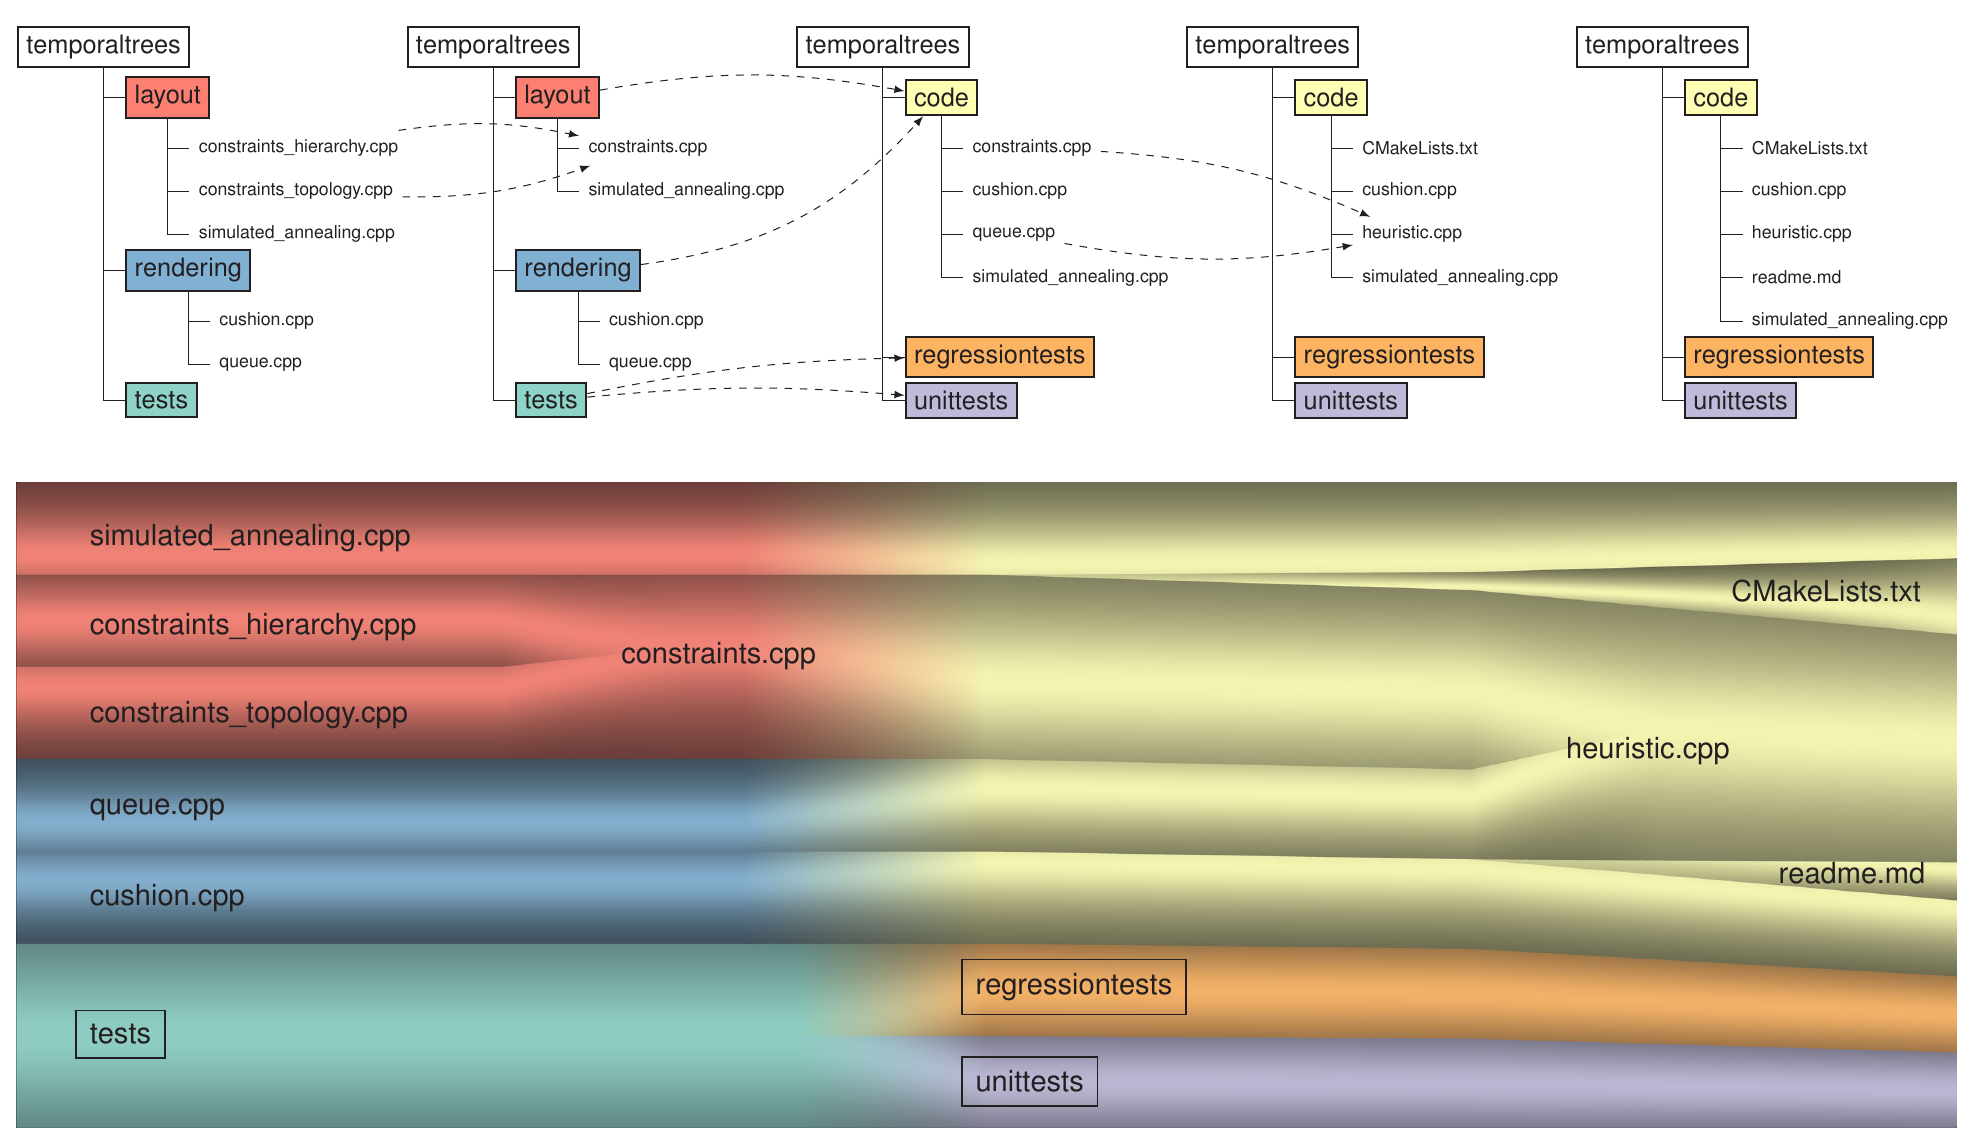 temporaltrees
layout
constraints_hierarchy.cpp
constraints_topology.cpp
simulated_annealing.cpp
rendering
cushion.cpp
queue.cpp
tests
temporaltrees
layout
constraints.cpp
simulated_annealing.cpp
rendering
cushion.cpp
queue.cpp
tests
temporaltrees
code
constraints.cpp
cushion.cpp
queue.cpp
simulated_annealing.cpp
regressiontests
unittests
temporaltrees
code
CMakeLists.txt
cushion.cpp
heuristic.cpp
simulated_annealing.cpp
regressiontests
unittests
temporaltrees
code
CMakeLists.txt
cushion.cpp
heuristic.cpp
readme.md
simulated_annealing.cpp
regressiontests
unittests
simulated_annealing.cpp
constraints_hierarchy.cpp
constraints_topology.cpp
queue.cpp
cushion.cpp
tests
constraints.cpp
regressiontests
unittests
CMakeLists.txt
heuristic.cpp
readme.md